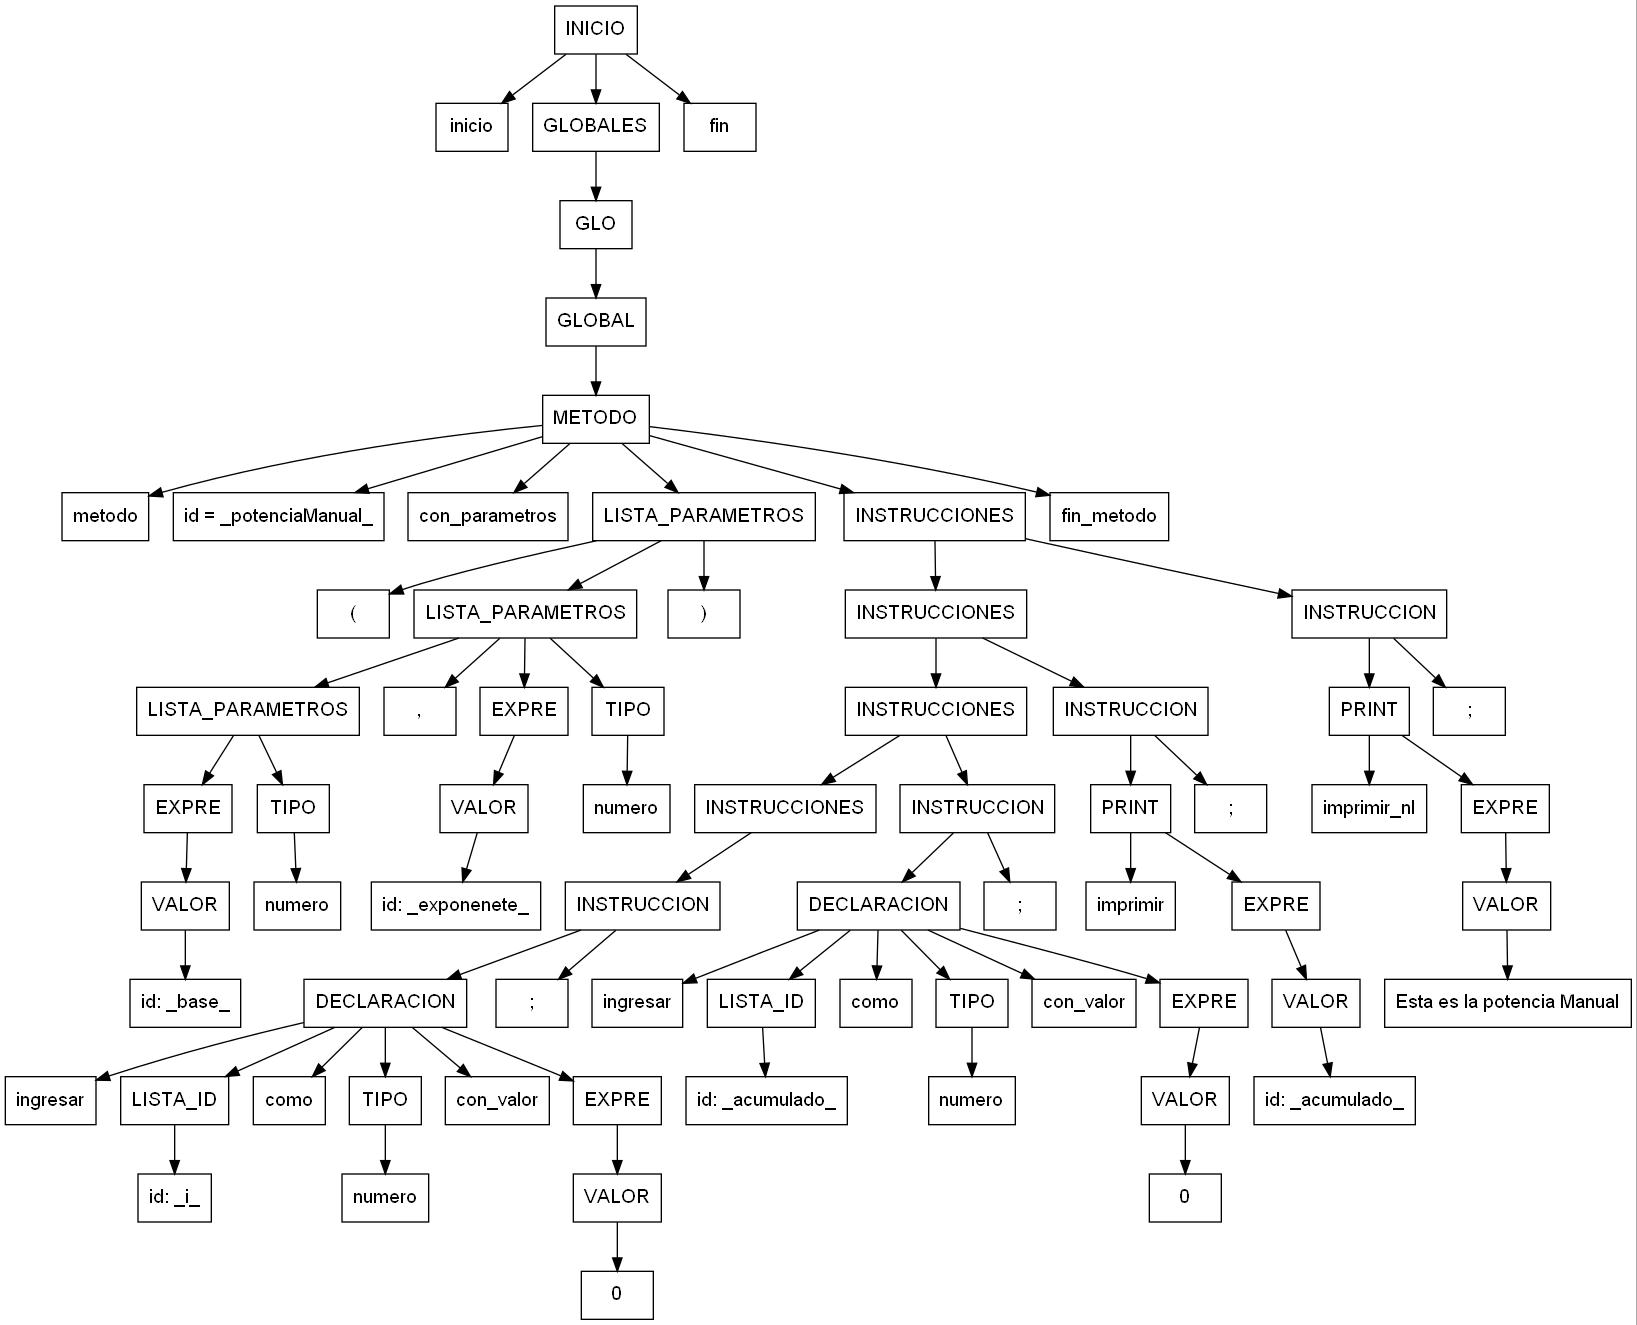 INICIO
inicio
GLOBALES
fin
GLO
GLOBAL
METODO
metodo
id = _potenciaManual_
con_parametros
LISTA_PARAMETROS
INSTRUCCIONES
fin_metodo
(
LISTA_PARAMETROS
)
INSTRUCCIONES
INSTRUCCION
LISTA_PARAMETROS
,
EXPRE
TIPO
INSTRUCCIONES
INSTRUCCION
PRINT
;
EXPRE
TIPO
VALOR
numero
INSTRUCCIONES
INSTRUCCION
PRINT
;
imprimir_nl
EXPRE
VALOR
numero
id: _exponenete_
INSTRUCCION
DECLARACION
;
imprimir
EXPRE
VALOR
id: _base_
DECLARACION
;
ingresar
LISTA_ID
como
TIPO
con_valor
EXPRE
VALOR
Esta es la potencia Manual
ingresar
LISTA_ID
como
TIPO
con_valor
EXPRE
id: _acumulado_
numero
VALOR
id: _acumulado_
id: _i_
numero
VALOR
0
0